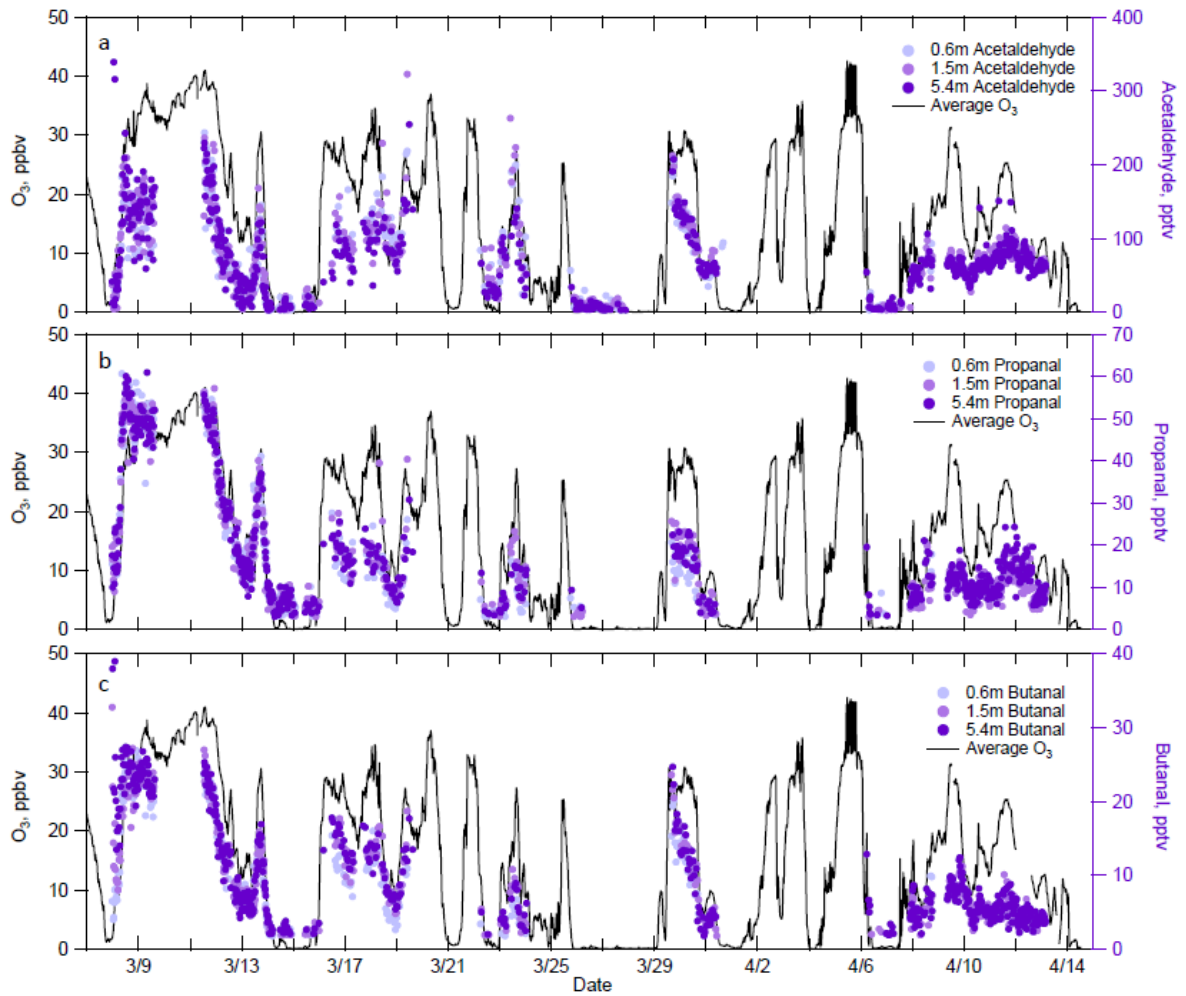 50
40
30
20
10
0
O3, ppbv
a
0.6m Acetaldehyde
1.5m Acetaldehyde
5.4m Acetaldehyde
Average O3
400
300
200
100
0
Acetaldehyde, pptv
50
40
30
20
10
0
O3, ppbv
b
0.6m Propanal
1.5m Propanal
5.4m Propanal
Average O3
70
60
50
40
30
20
10
0
Propanal, pptv
50
40
30
20
10
0
O3, ppbv
c
0.6m Butanal
1.5m Butanal
5.4m Butanal
Average O3
40
30
20
10
0
Butanal, pptv
3/9 3/13 3/17 3/21 3/25 3/29 4/2 4/6 4/10 4/14
Date